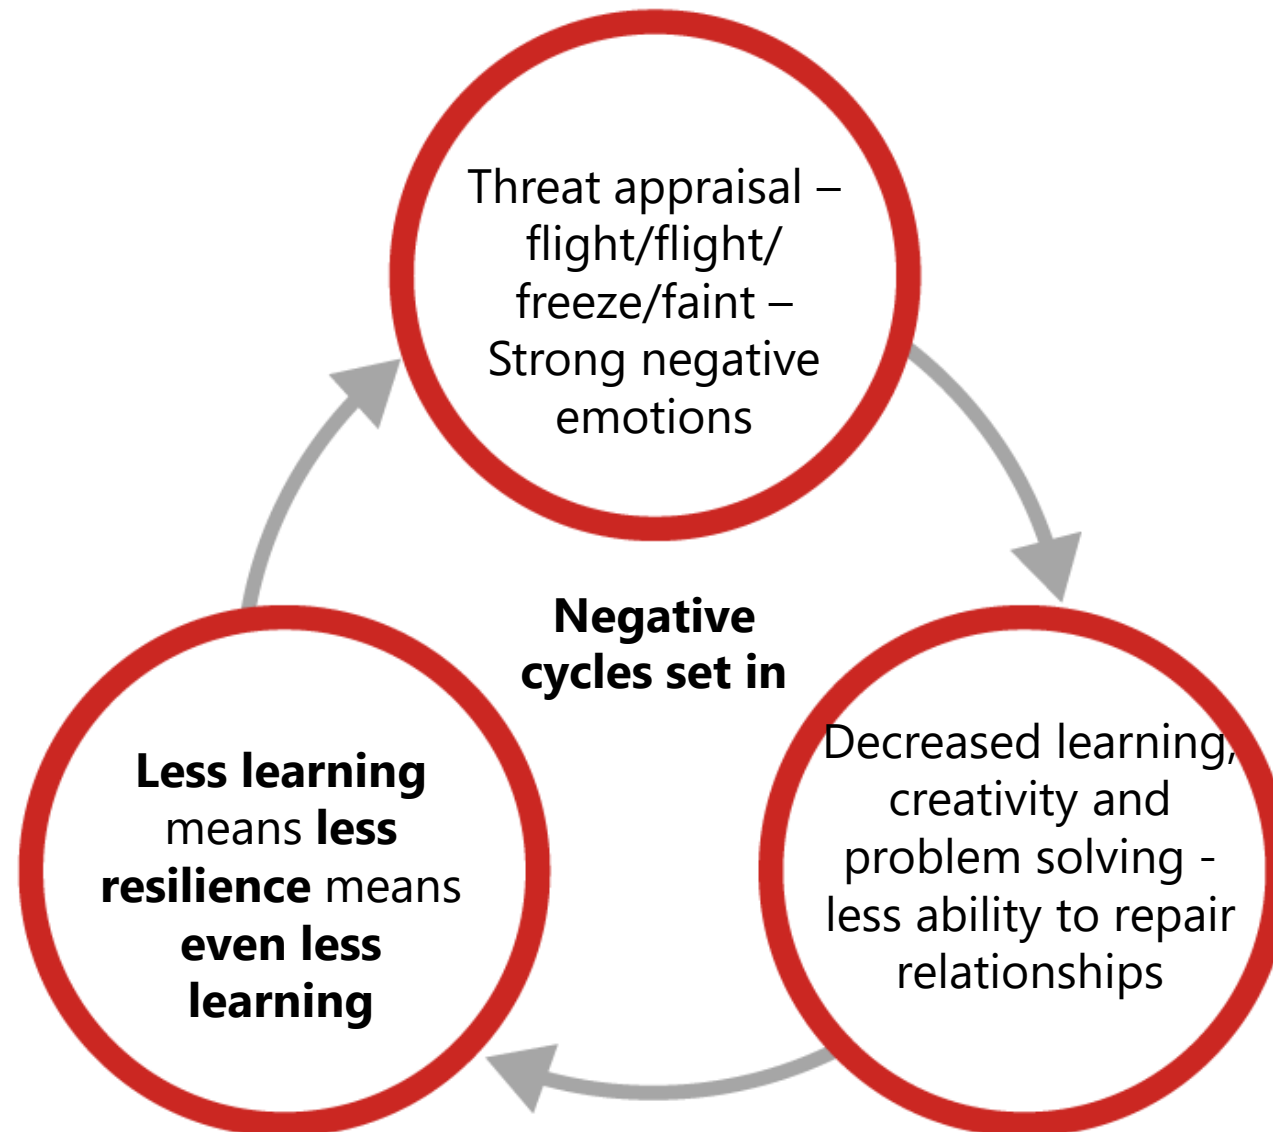 Threat appraisal –
flight/flight/
freeze/faint –
Strong negative
emotions
Negative
cycles set in
Decreased learning,
creativity and
problem solving -
less ability to repair
relationships
Less learning
means less
resilience means
even less
learning